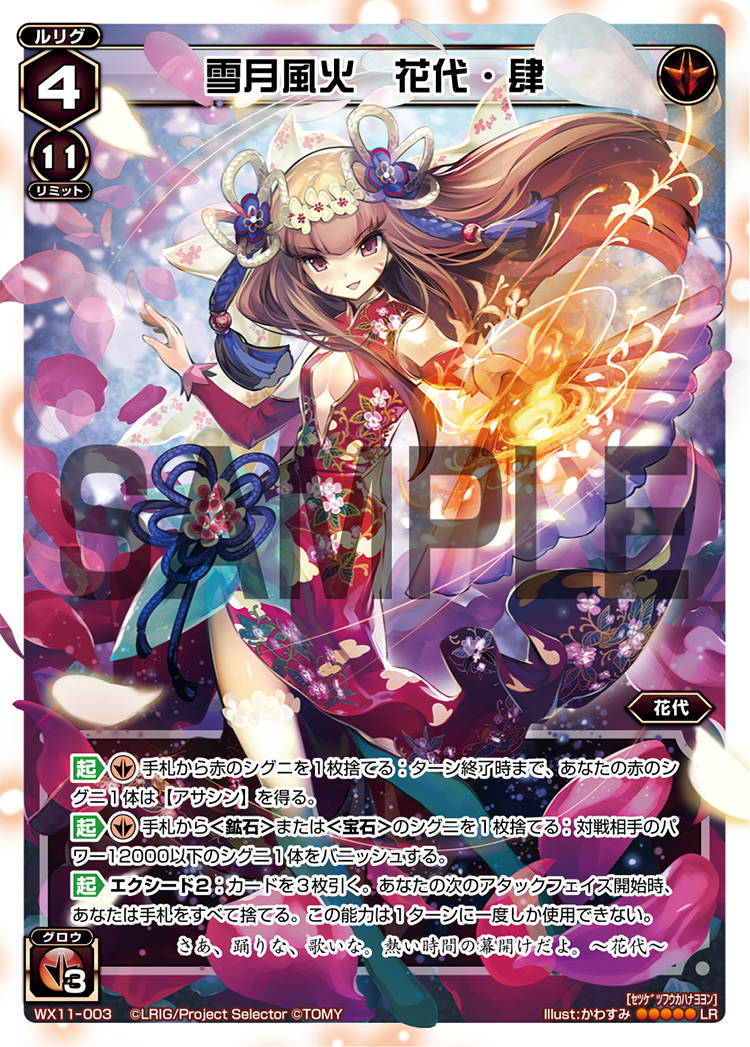 ルリグ
4
雪月風火　花代・肆
11
リミット
SAMPLE
花代
起 手札から赤のシグニを１枚捨てる：ターン終了時まで、あなたの赤のシ
グニ１体は【アサシン】を得る。
起 手札から＜鉱石＞または＜宝石＞のシグニを１枚捨てる：対戦相手のパ
ワー12000以下のシグニ１体をバニッシュする。
起 エクシード２：カードを３枚引く。あなたの次のアタックフェイズ開始時、
あなたは手札をすべて捨てる。この能力は１ターンに一度しか使用できない。
さあ、踊りな、歌いな。熱い時間の幕開けだよ。～花代～
グロウ
3
[セツゲツフウカハナヨヨン]
WX11-003 ©LRIG/Project Selector ©TOMY Illust:かわすみ LR